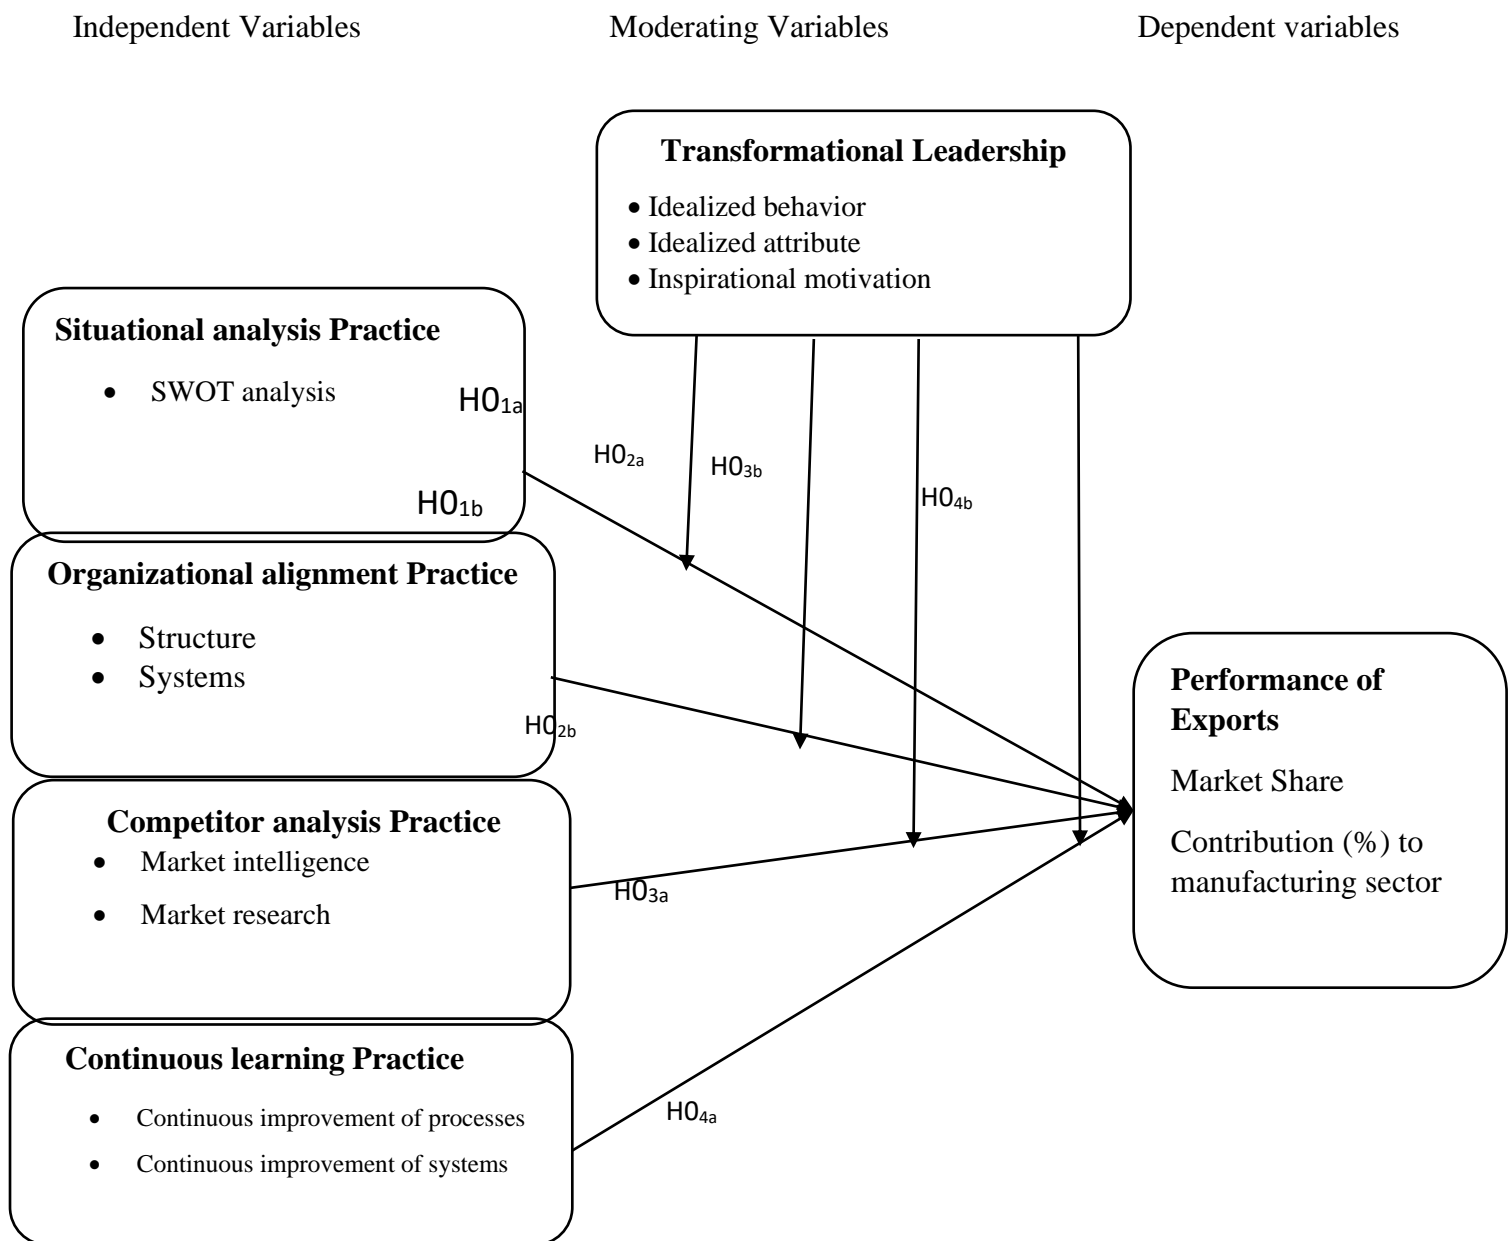 Independent Variables
Moderating Variables
Dependent variables
Transformational Leadership
• Idealized behavior
• Idealized attribute
• Inspirational motivation
Situational analysis Practice
• SWOT analysis
H01a
H01b
H02a
H03b
H04b
Organizational alignment Practice
• Structure
• Systems
H02b
Competitor analysis Practice
• Market intelligence
• Market research
H03a
Continuous learning Practice
• Continuous improvement of processes
• Continuous improvement of systems
H04a
Performance of
Exports
Market Share
Contribution (%) to
manufacturing sector